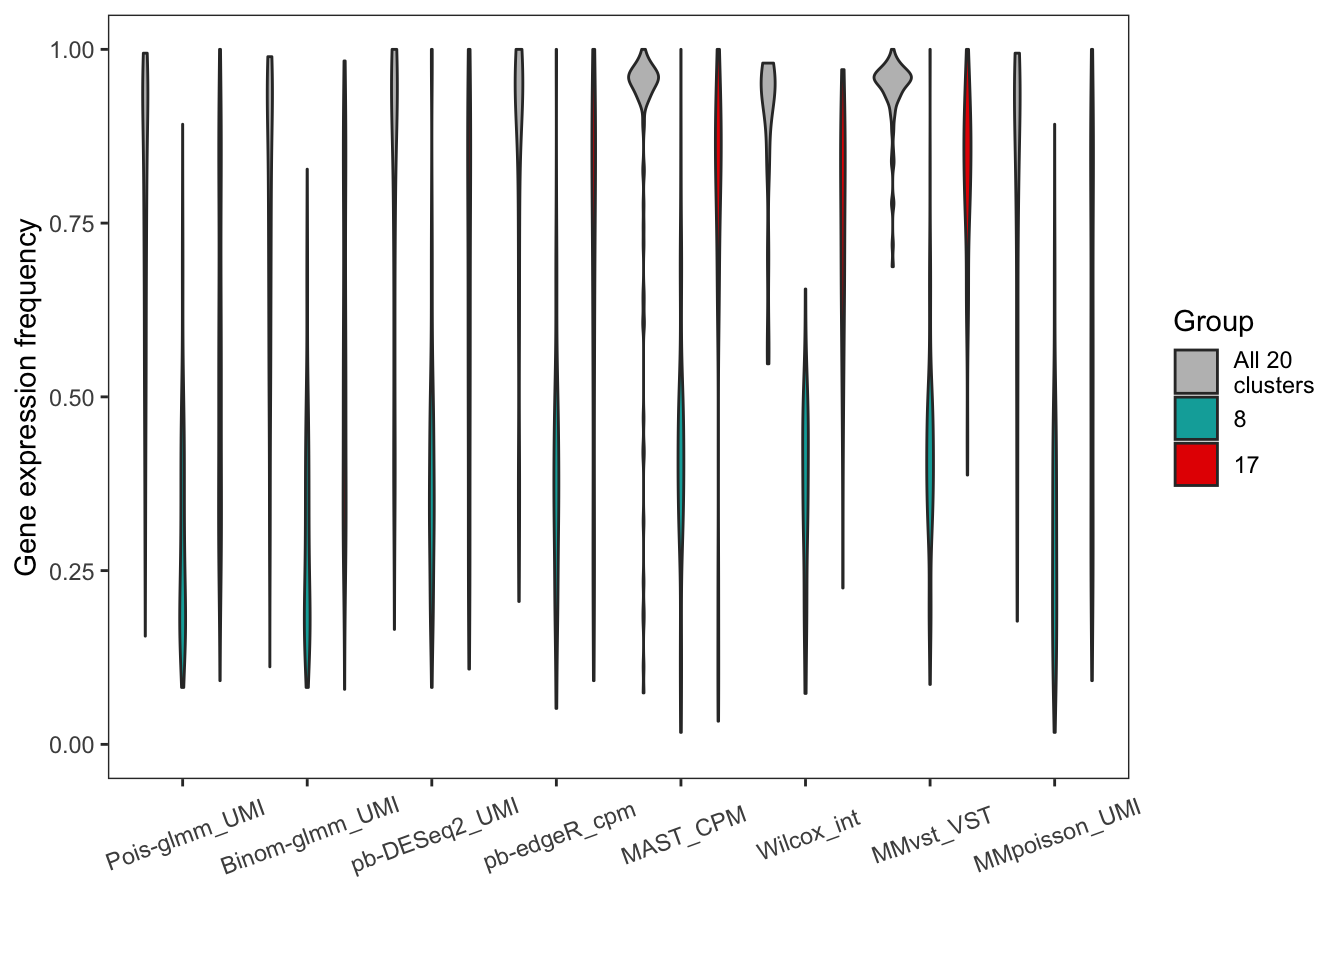 Gene expression frequency
1.00
0.75
0.50
0.25
0.00
Pois-glmm_UMI
Binom-glmm_UMI
pb-DESeq2_UMI
pb-edgeR_cpm
MAST_CPM
Wilcox_int
MMvst_VST
MMpoisson_UMI
Group
All 20
clusters
8
17